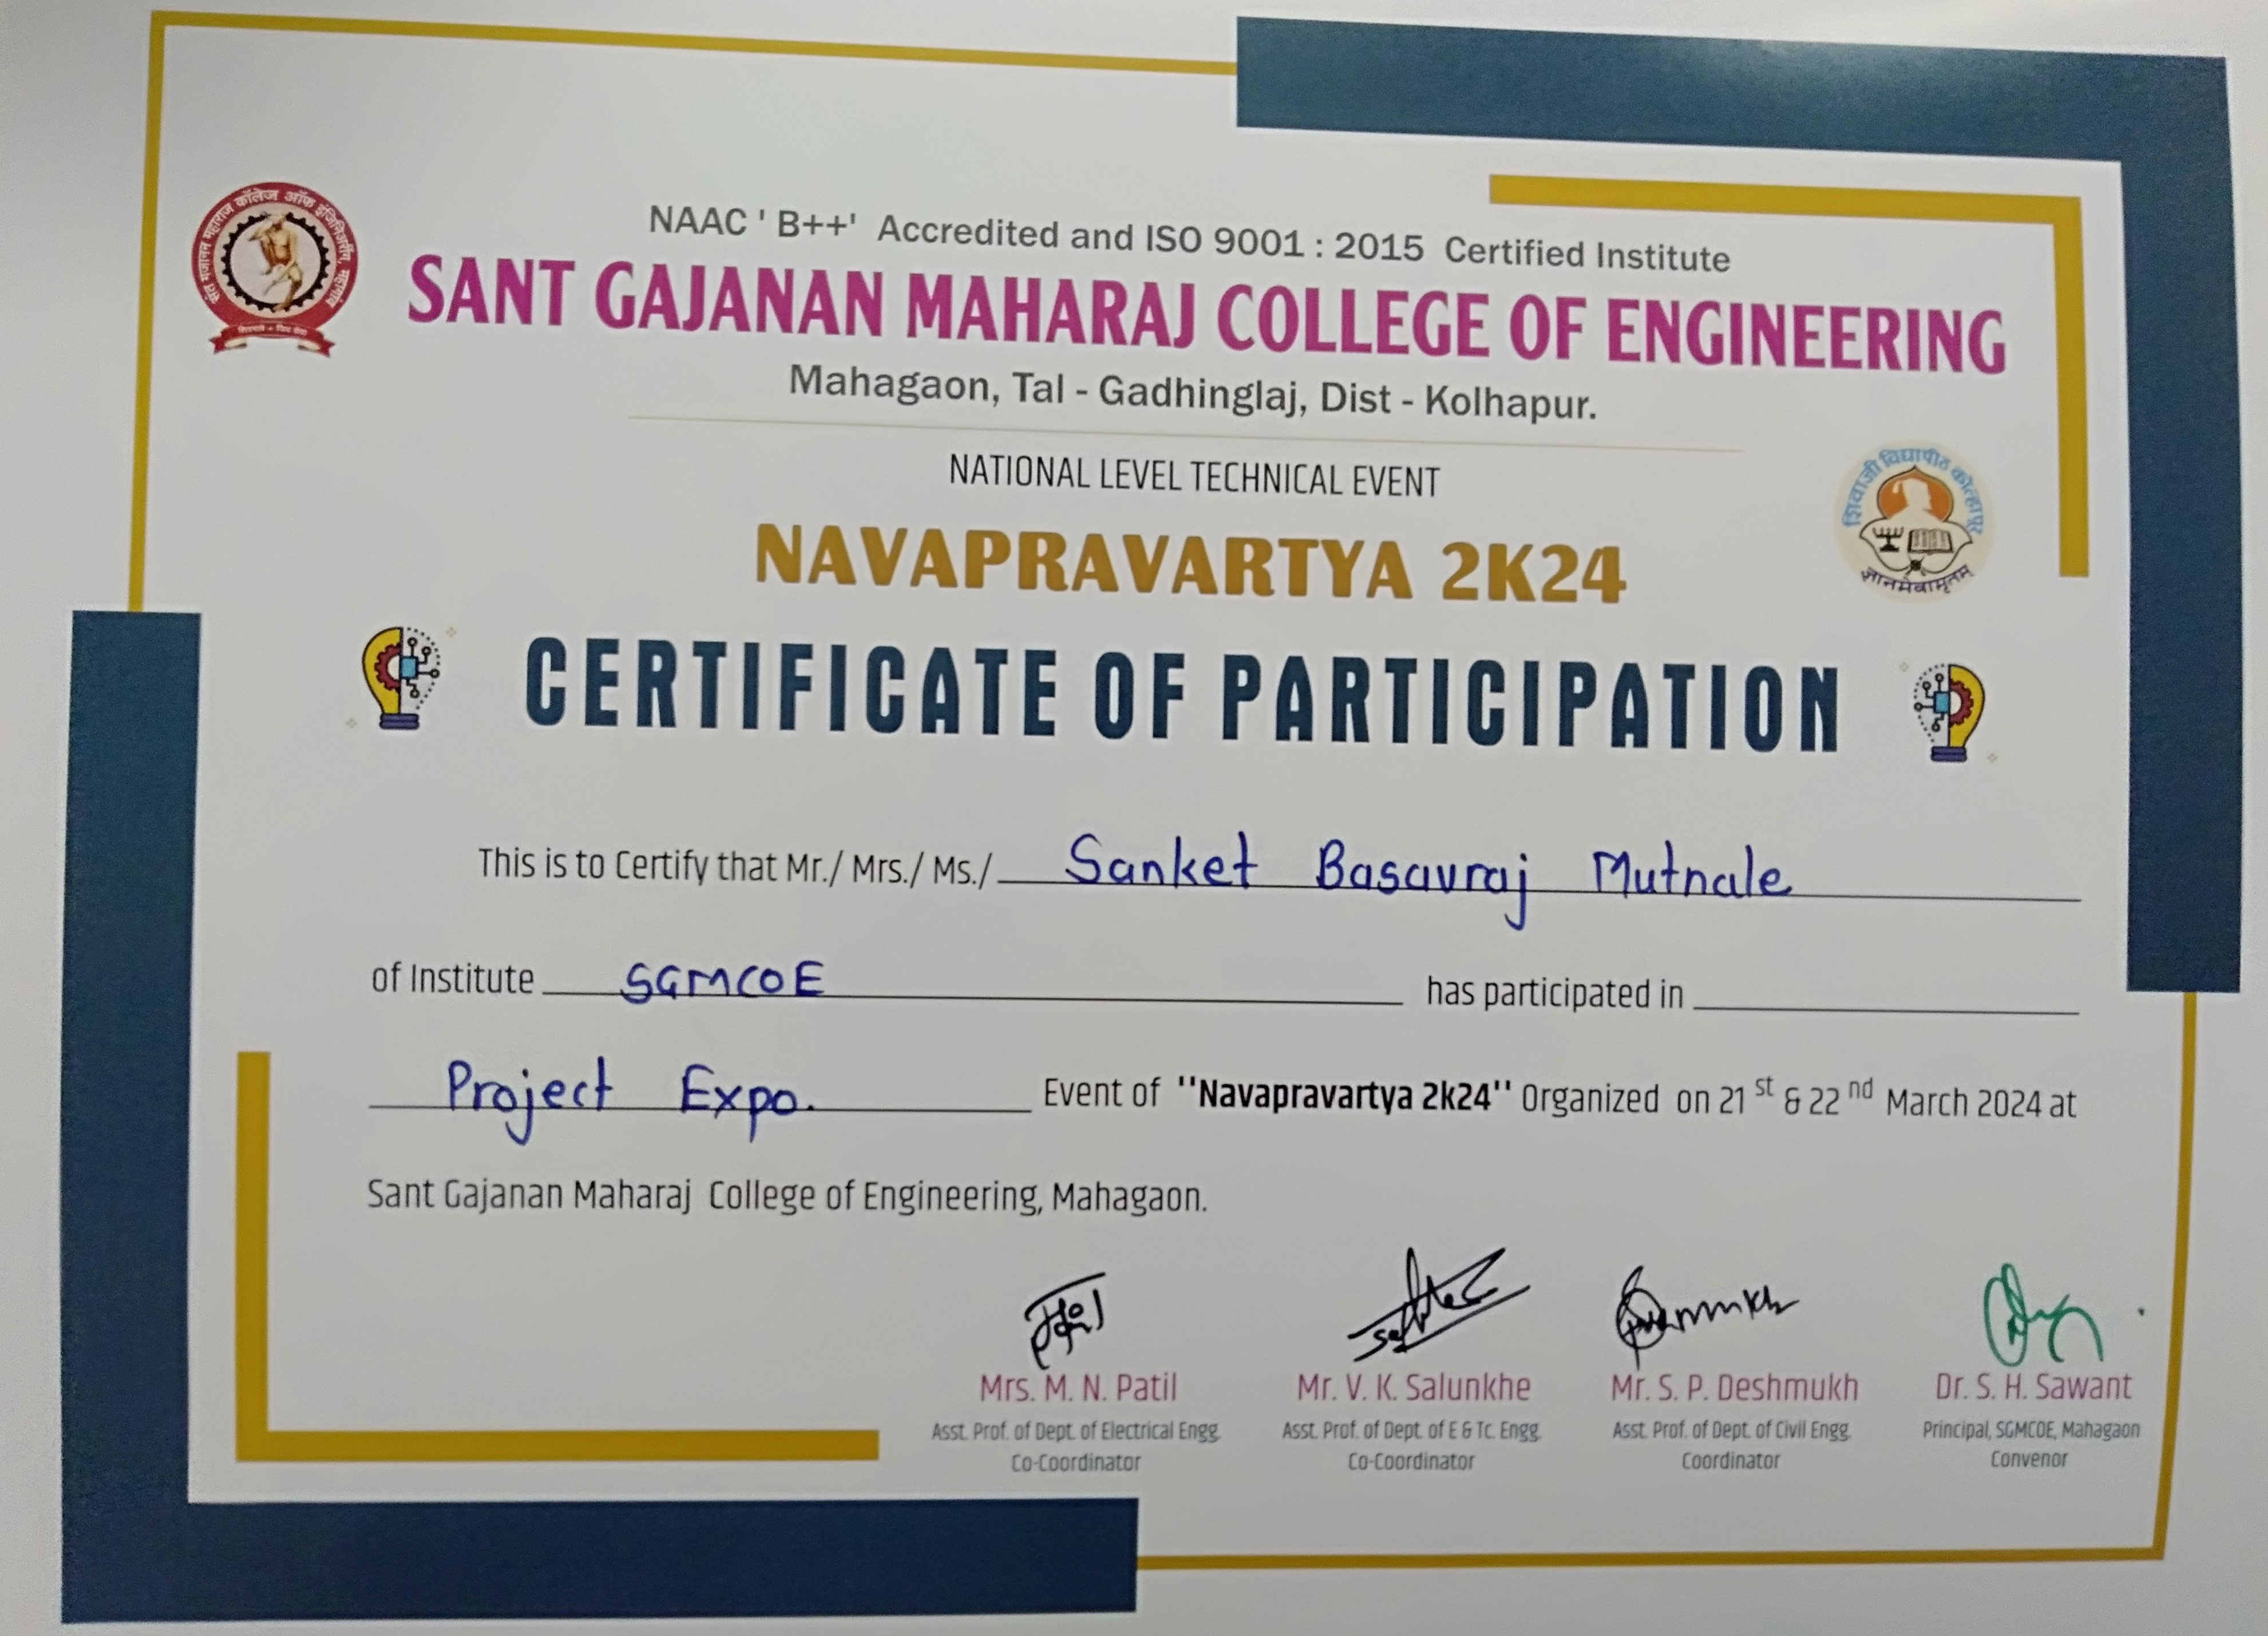 संत गजानन महाराज कॉलेज ऑफ इंजिनिअरींग, महागांव
NAAC ' B++' Accredited and ISO 9001 : 2015 Certified Institute
SANT GAJANAN MAHARAJ COLLEGE OF ENGINEERING
Mahagaon, Tal - Gadhinglaj, Dist - Kolhapur.
NATIONAL LEVEL TECHNICAL EVENT
शिवाजी विद्यापीठ कोल्हापूर
ज्ञानमेवामृतम्
NAVAPRAVARTYA 2K24
CERTIFICATE OF PARTICIPATION
This is to Certify that Mr./ Mrs./ Ms./ Sanket Basavraj Mutnale
of Institute SGMCOE has participated in
Project Expo. Event of "Navapravartya 2k24" Organized on 21 st & 22 nd March 2024 at
Sant Gajanan Maharaj College of Engineering, Mahagaon.
Mrs. M. N. Patil Mr. V. K. Salunkhe Mr. S. P. Deshmukh Dr. S. H. Sawant
Asst. Prof. of Dept. of Electrical Engg. Asst. Prof. of Dept. of E & Tc. Engg. Asst. Prof. of Dept. of Civil Engg. Principal, SGMCOE, Mahagaon
Co-Coordinator Co-Coordinator Coordinator Convenor